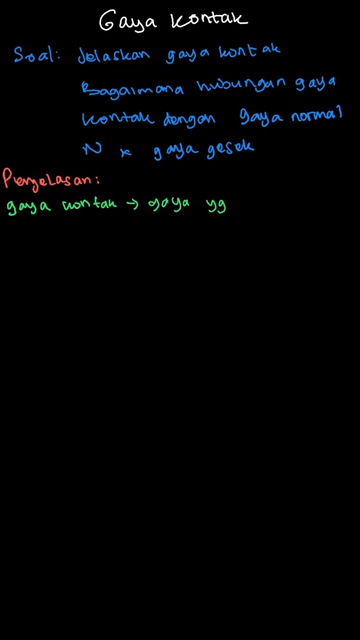 Gaya Kontak
Soal: Jelaskan gaya kontak
Bagaimana hubungan gaya
kontak dengan gaya normal
N x gaya gesek
Penjelasan:
gaya kontak → gaya yg